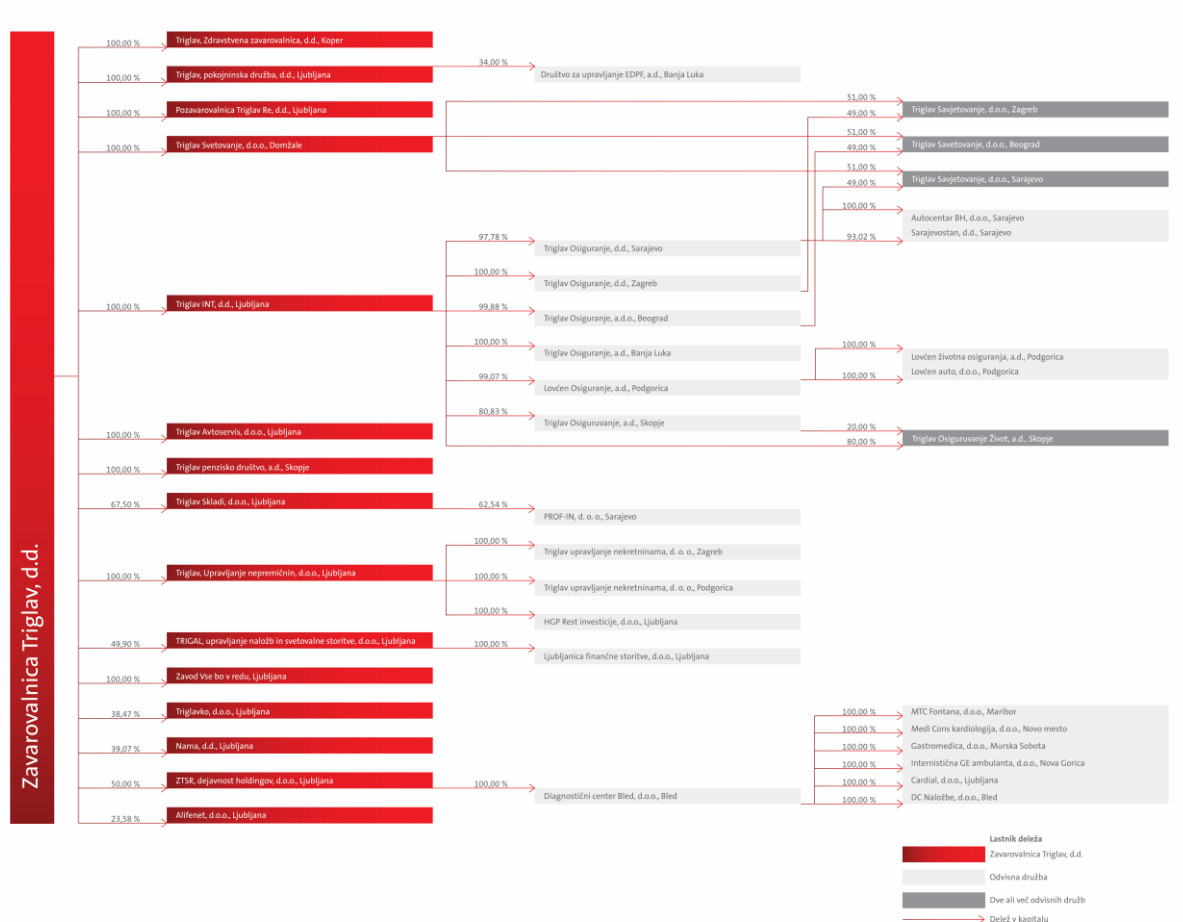 Zavarovalnica Triglav, d.d.
100,00 %
Triglav, Zdravstvena zavarovalnica, d.d., Koper
100,00 %
Triglav, pokojninska družba, d.d., Ljubljana
34,00 %
Društvo za upravljanje EDPF, a.d., Banja Luka
100,00 %
Pozavarovalnica Triglav Re, d.d., Ljubljana
51,00 %
49,00 %
Triglav Savjetovanje, d.o.o., Zagreb
100,00 %
Triglav Svetovanje, d.o.o., Domžale
51,00 %
49,00 %
Triglav Savetovanje, d.o.o., Beograd
51,00 %
49,00 %
Triglav Savjetovanje, d.o.o., Sarajevo
100,00 %
Autocentar BH, d.o.o., Sarajevo
93,02 %
Sarajevostan, d.d., Sarajevo
97,78 %
Triglav Osiguranje, d.d., Sarajevo
100,00 %
Triglav Osiguranje, d.d., Zagreb
100,00 %
Triglav INT, d.d., Ljubljana
99,88 %
Triglav Osiguranje, a.d.o., Beograd
100,00 %
Triglav Osiguranje, a.d., Banja Luka
100,00 %
Lovćen životna osiguranja, a.d., Podgorica
99,07 %
Lovćen Osiguranje, a.d., Podgorica
100,00 %
Lovćen auto, d.o.o., Podgorica
80,83 %
Triglav Osiguruvanje, a.d., Skopje
20,00 %
80,00 %
Triglav Osiguruvanje Život, a.d., Skopje
100,00 %
Triglav Avtoservis, d.o.o., Ljubljana
100,00 %
Triglav penzisko društvo, a.d., Skopje
67,50 %
Triglav Skladi, d.o.o., Ljubljana
62,54 %
PROF-IN, d. o. o., Sarajevo
100,00 %
Triglav upravljanje nekretninama, d. o. o., Zagreb
100,00 %
Triglav, Upravljanje nepremičnin, d.o.o., Ljubljana
100,00 %
Triglav upravljanje nekretninama, d. o. o., Podgorica
100,00 %
HGP Rest investicije, d.o.o., Ljubljana
49,90 %
TRIGAL, upravljanje naložb in svetovalne storitve, d.o.o., Ljubljana
100,00 %
Ljubljanica finančne storitve, d.o.o., Ljubljana
100,00 %
Zavod Vse bo v redu, Ljubljana
38,47 %
Triglavko, d.o.o., Ljubljana
39,07 %
Nama, d.d., Ljubljana
50,00 %
ZTSR, dejavnost holdingov, d.o.o., Ljubljana
100,00 %
Diagnostični center Bled, d.o.o., Bled
100,00 %
MTC Fontana, d.o.o., Maribor
100,00 %
Medi Cons kardiologija, d.o.o., Novo mesto
100,00 %
Gastromedica, d.o.o., Murska Sobota
100,00 %
Internistična GE ambulanta, d.o.o., Nova Gorica
100,00 %
Cardial, d.o.o., Ljubljana
100,00 %
DC Naložbe, d.o.o., Bled
23,58 %
Alifenet, d.o.o., Ljubljana
Lastnik deleža
Zavarovalnica Triglav, d.d.
Odvisna družba
Dve ali več odvisnih družb
Delež v kapitalu